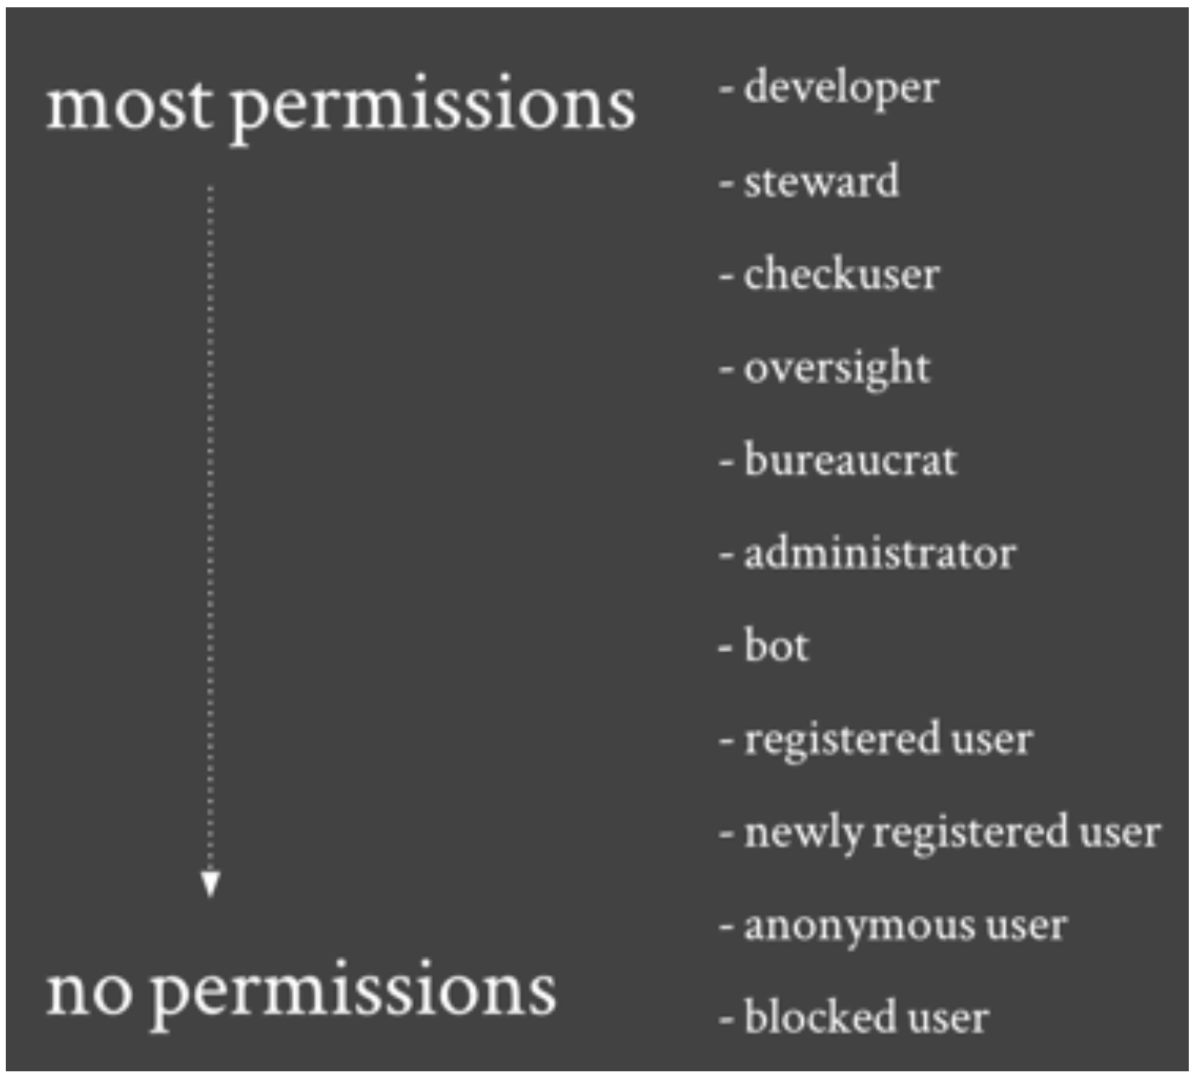 most permissions
no permissions
- developer
- steward
- checkuser
- oversight
- bureaucrat
- administrator
- bot
- registered user
- newly registered user
- anonymous user
- blocked user